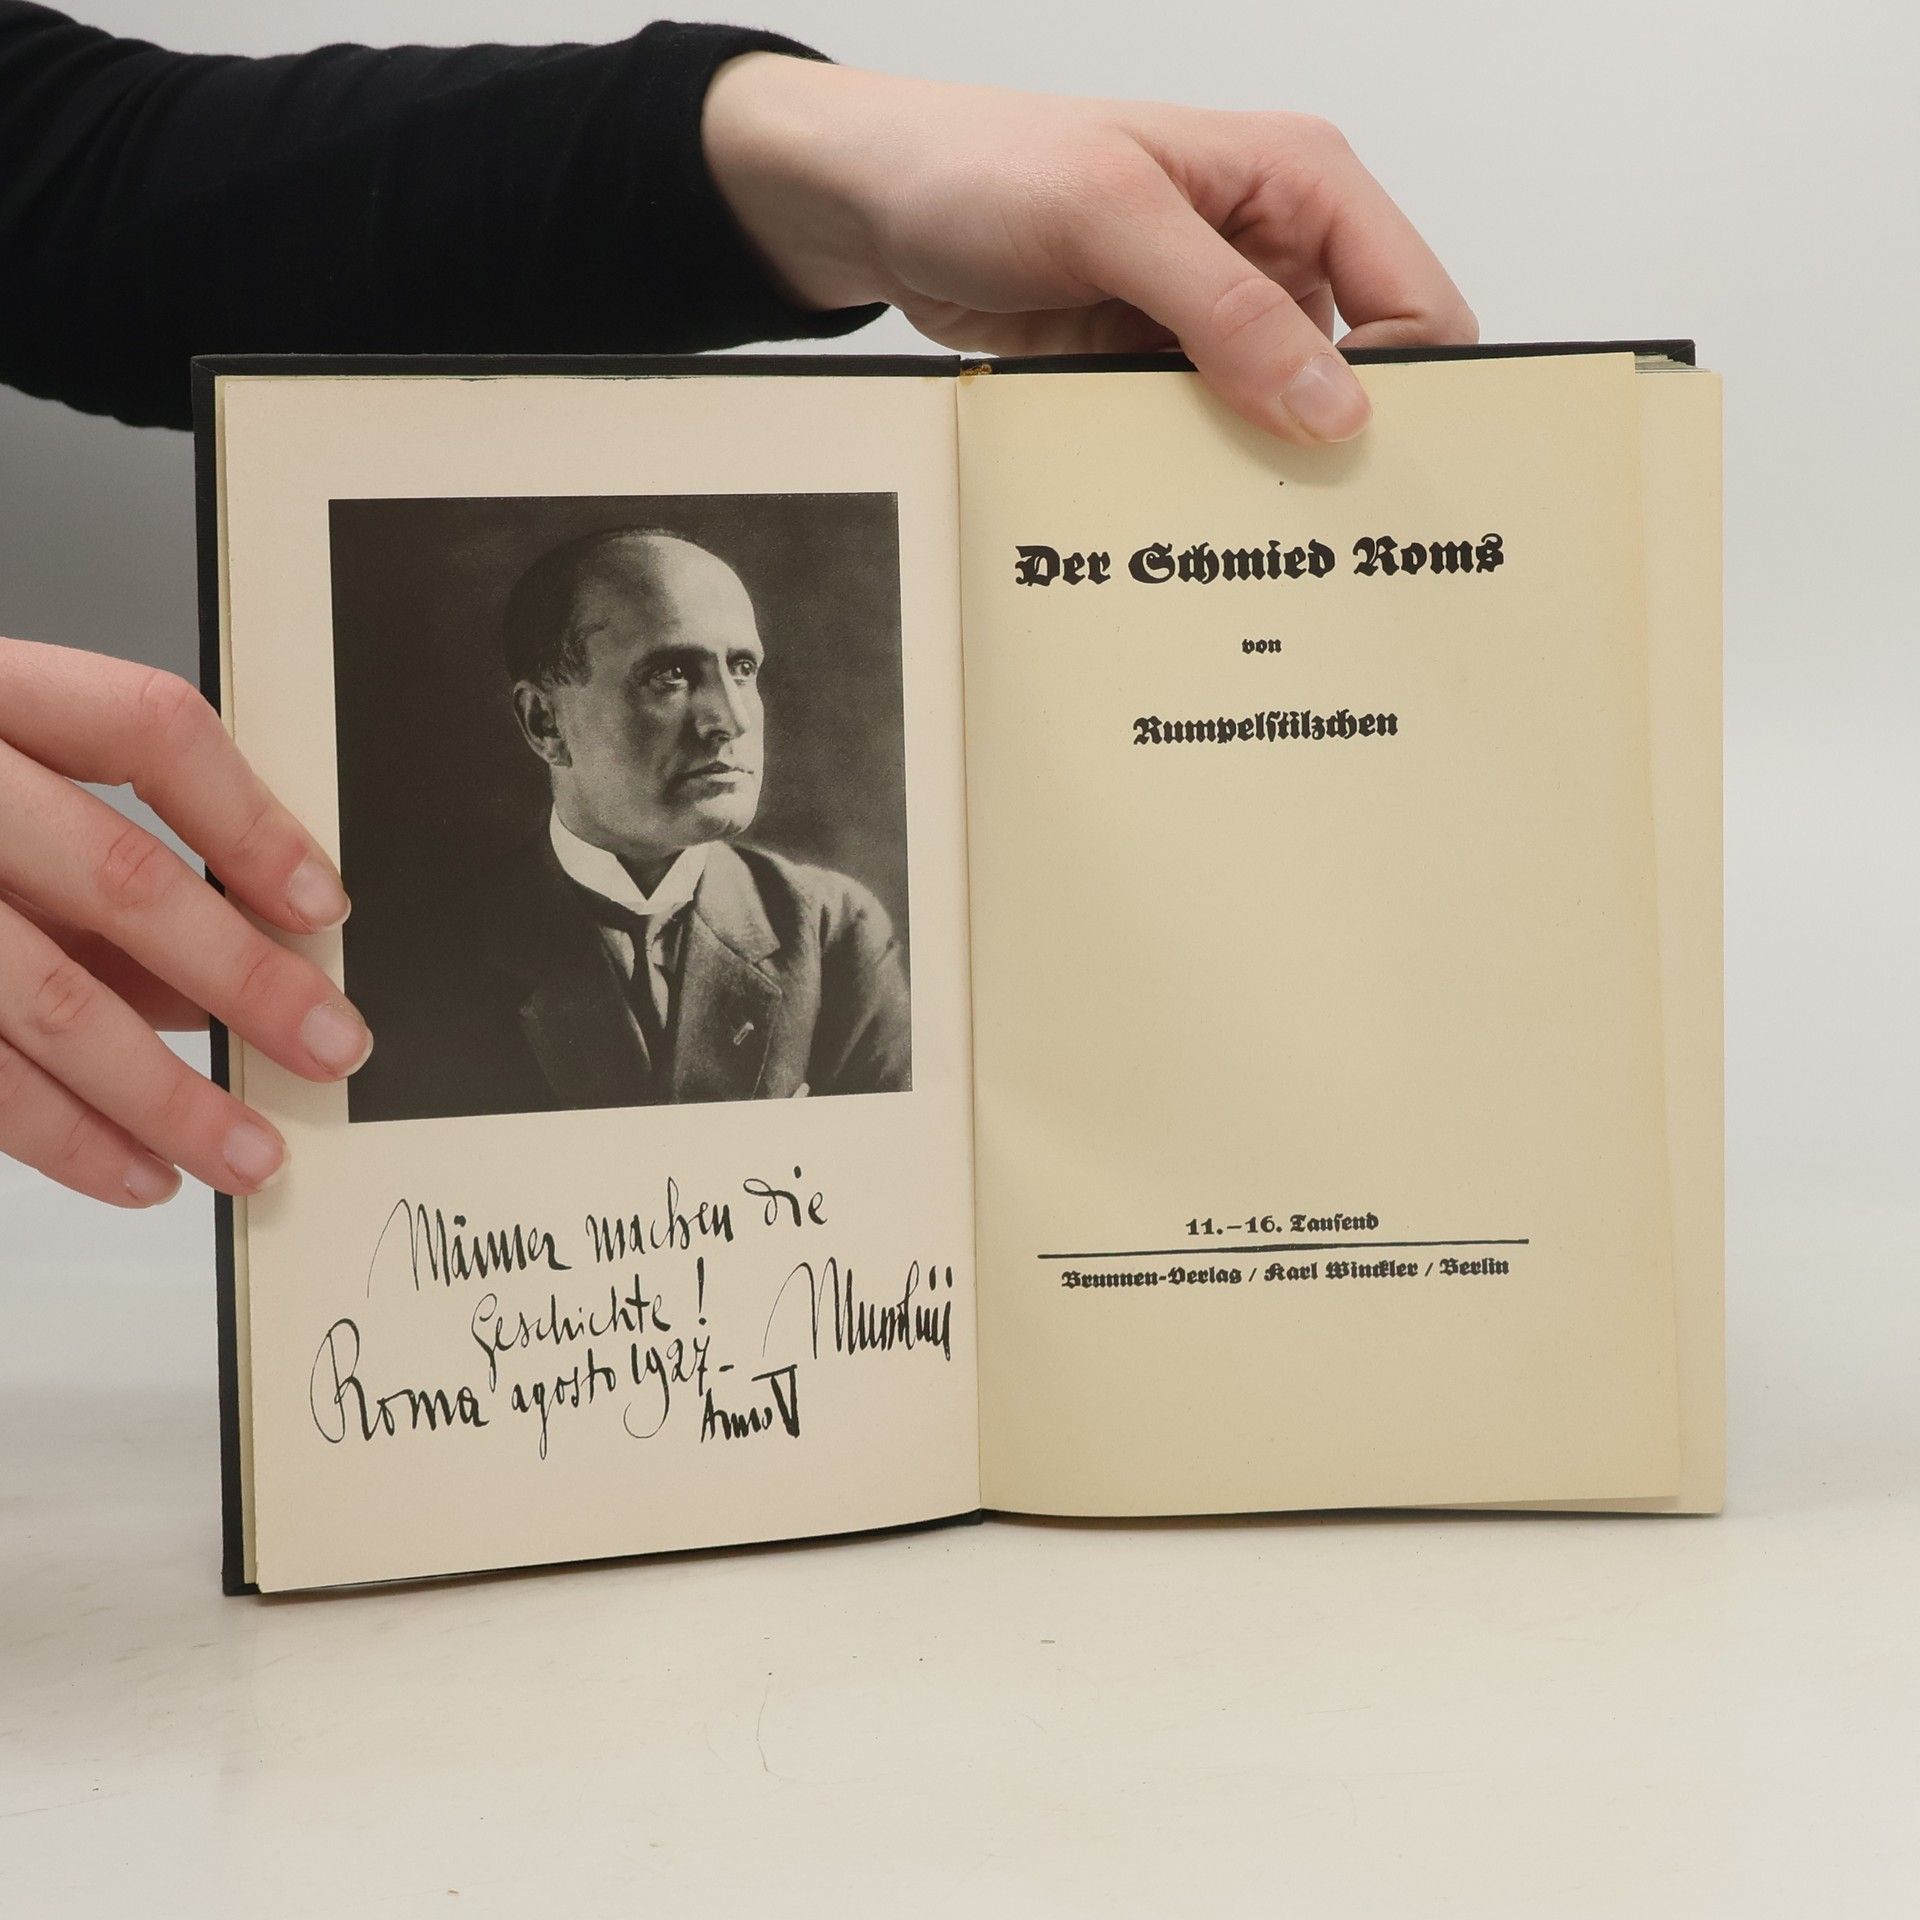 Männer machen die
Geschichte!
Mussolini
Roma agosto 1927-
Anno V
Der Schmied Roms
von
Rumpelstilzchen
11.–16. Tausend
Brunnen-Verlag / Karl Winckler / Berlin